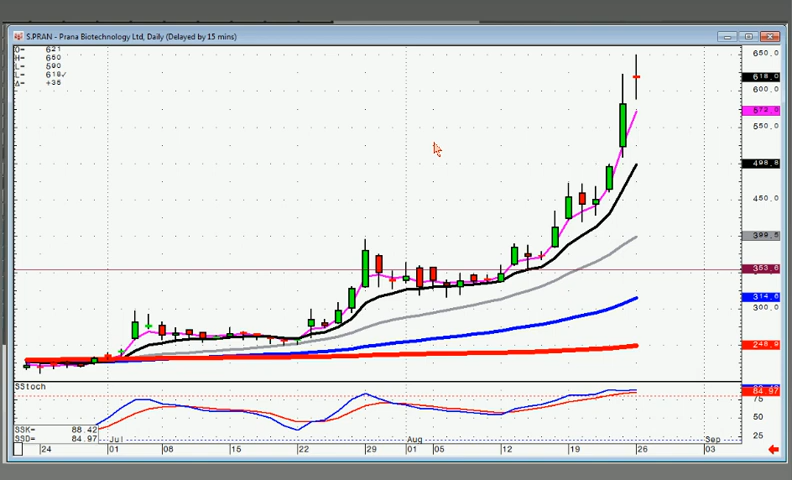 S.PRAN - Prana Biotechnology Ltd, Daily (Delayed by 15 mins)
O= 621
H= 650
L= 590
L= 619✓
Δ= +35
650.0
618.0
600.0
572.0
550.0
498.8
450.0
399.5
353.6
314.6
300.0
248.9
SStoch
84.97
75
50
25
SSK= 88.42
SSD= 84.97
Jul
Aug
Sep
24
01
08
15
22
29
01
05
12
19
26
03